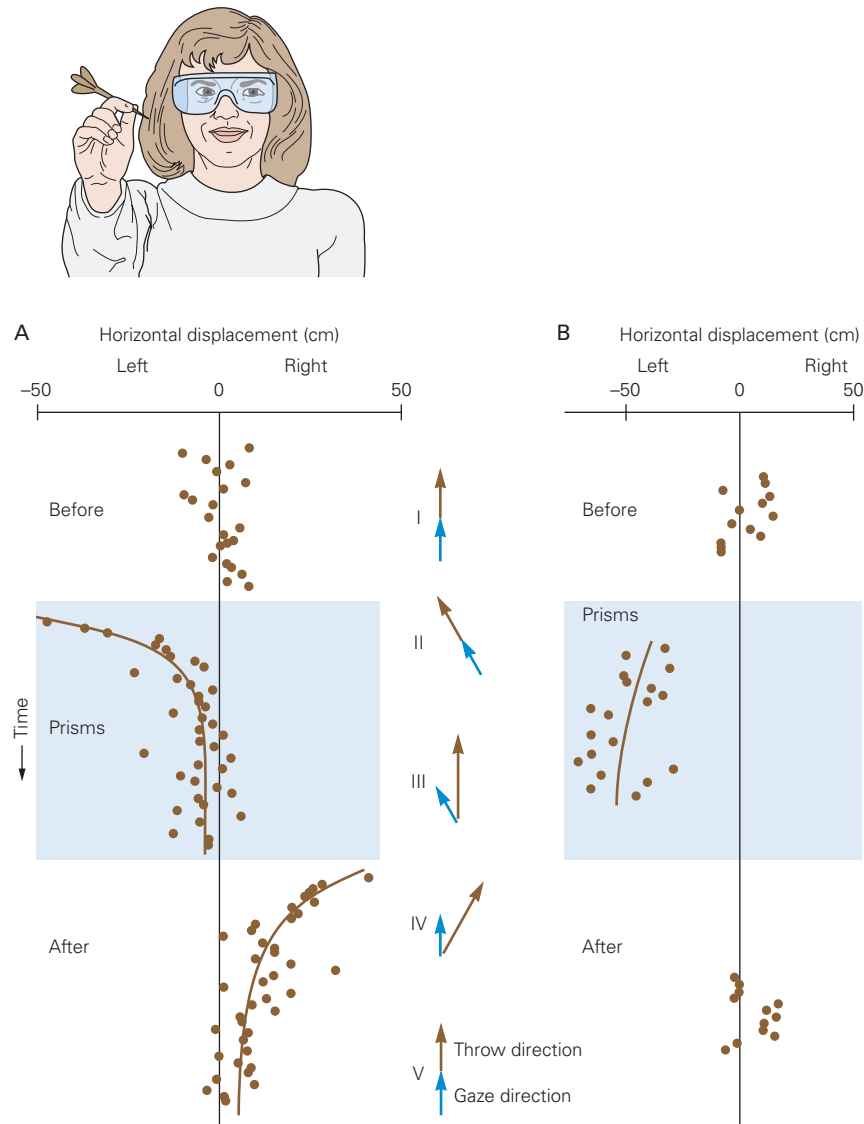 A
Horizontal displacement (cm)
Left Right
–50 0 50
Before
Prisms
After
Time
I
II
III
IV
V
Throw direction
Gaze direction
B
Horizontal displacement (cm)
Left Right
–50 0 50
Before
Prisms
After